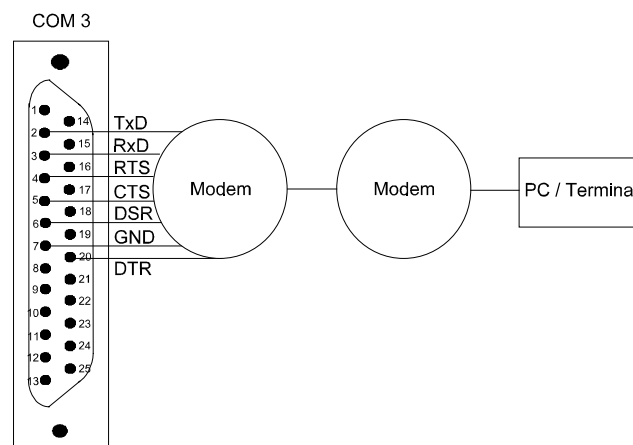 COM 3
1
14
TxD
2
15
RxD
3
16
RTS
4
17
CTS
5
18
DSR
6
19
GND
7
20
DTR
8
21
9
22
10
23
11
24
12
25
13
Modem
Modem
PC / Termina